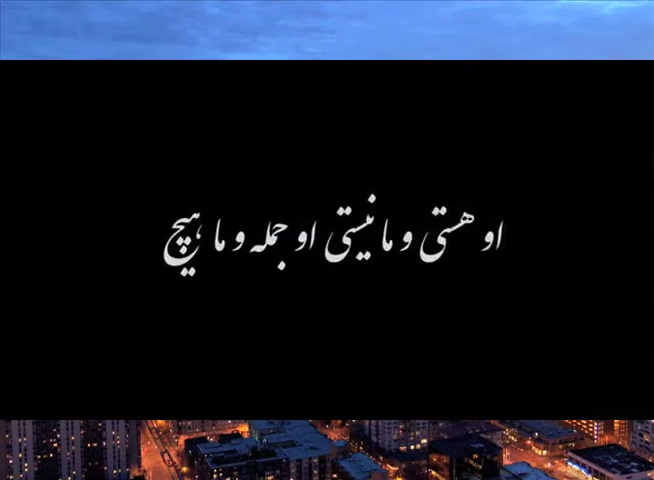 او هستی و ما نیستی او جمله و ما هیچ